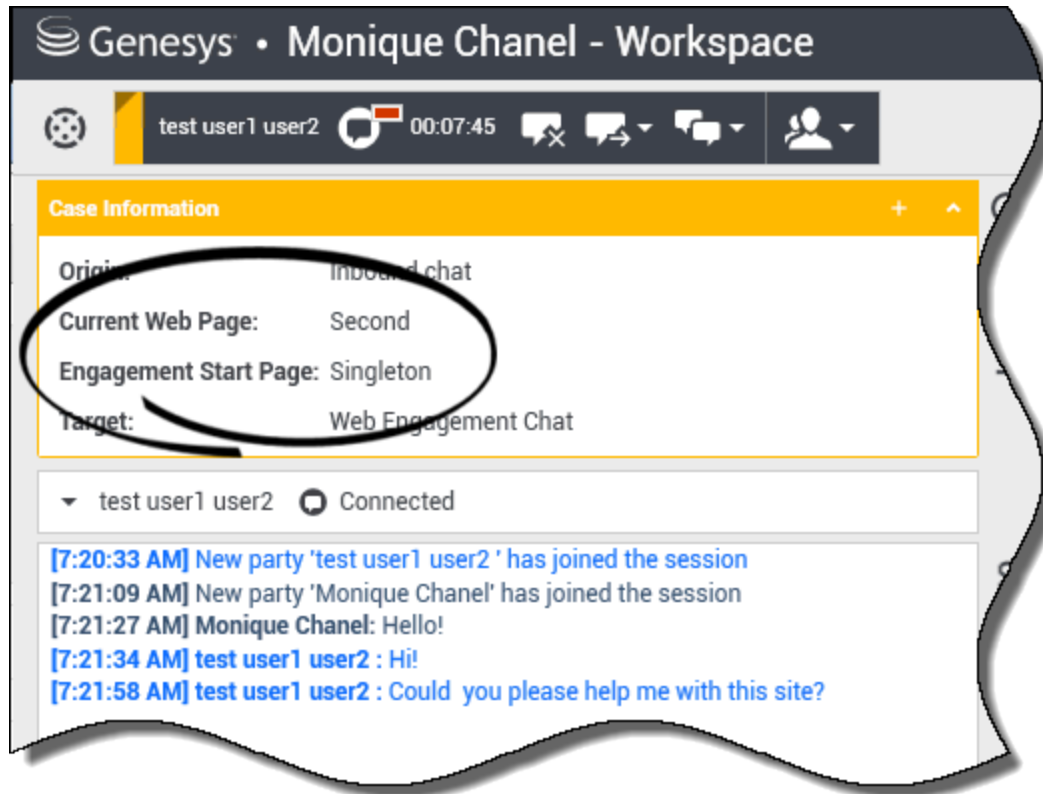 Genesys • Monique Chanel - Workspace
test user1 user2 00:07:45
Case Information
Origin: Inbound chat
Current Web Page: Second
Engagement Start Page: Singleton
Target: Web Engagement Chat
test user1 user2 Connected
[7:20:33 AM] New party 'test user1 user2 ' has joined the session
[7:21:09 AM] New party 'Monique Chanel' has joined the session
[7:21:27 AM] Monique Chanel: Hello!
[7:21:34 AM] test user1 user2 : Hi!
[7:21:58 AM] test user1 user2 : Could  you please help me with this site?